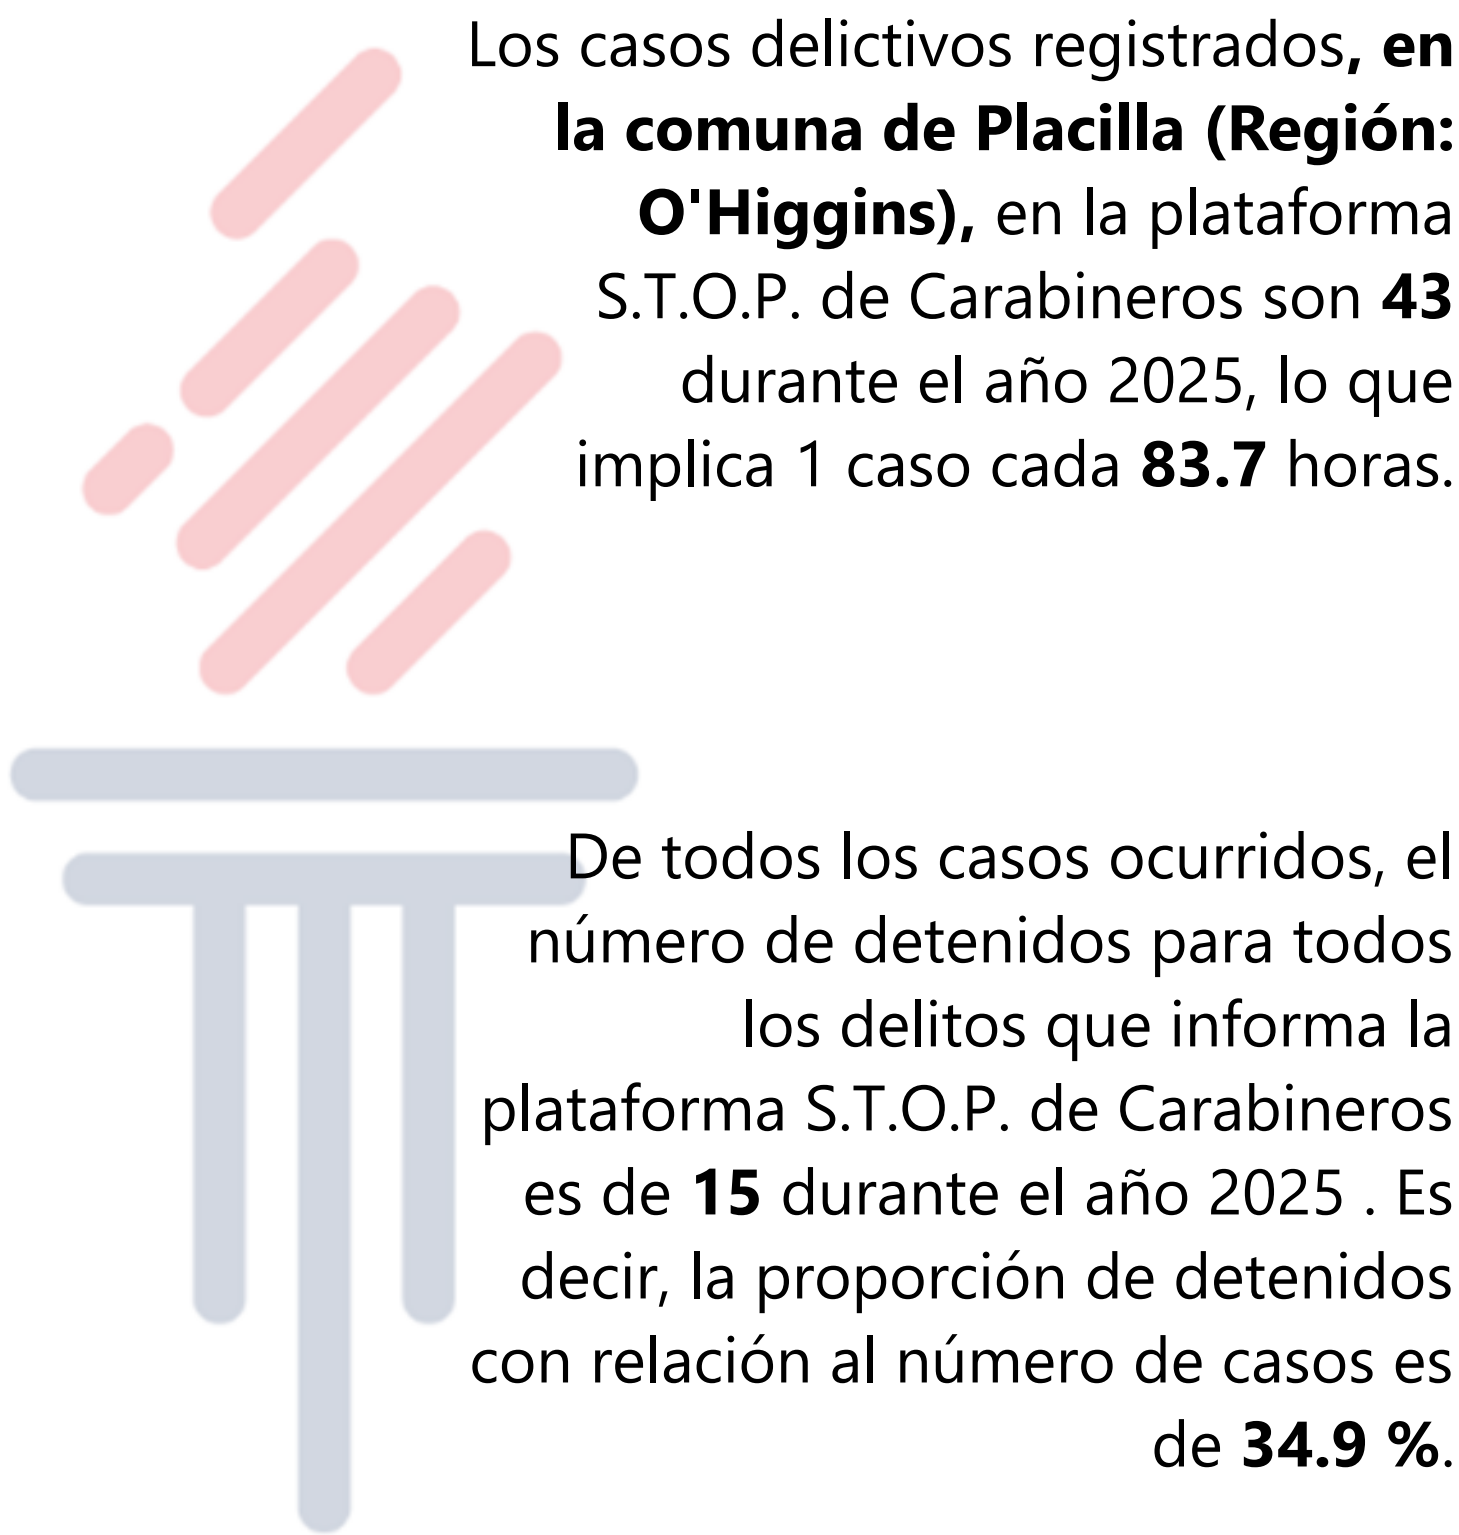 Los casos delictivos registrados, en
la comuna de Placilla (Región:
O'Higgins), en la plataforma
S.T.O.P. de Carabineros son 43
durante el año 2025, lo que
implica 1 caso cada 83.7 horas.
De todos los casos ocurridos, el
número de detenidos para todos
los delitos que informa la
plataforma S.T.O.P. de Carabineros
es de 15 durante el año 2025 . Es
decir, la proporción de detenidos
con relación al número de casos es
de 34.9 %.